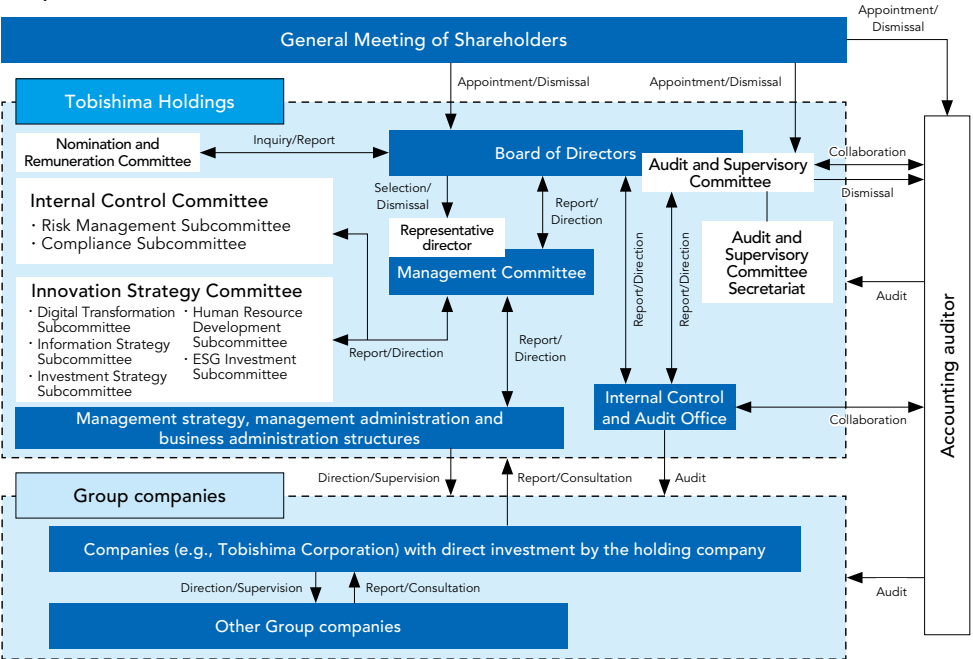 Appointment/
Dismissal
General Meeting of Shareholders
Appointment/Dismissal
Appointment/Dismissal
Tobishima Holdings
Nomination and
Remuneration Committee
Inquiry/Report
Board of Directors
Audit and Supervisory
Committee
Collaboration
Dismissal
Selection/
Dismissal
Report/
Direction
Internal Control Committee
・Risk Management Subcommittee
・Compliance Subcommittee
Representative
director
Management Committee
Report/Direction
Report/Direction
Audit and
Supervisory
Committee
Secretariat
Audit
Accounting auditor
Innovation Strategy Committee
・Digital Transformation
Subcommittee
・Information Strategy
Subcommittee
・Investment Strategy
Subcommittee
・Human Resource
Development
Subcommittee
・ESG Investment
Subcommittee
Report/Direction
Report/
Direction
Internal Control
and Audit Office
Collaboration
Management strategy, management administration and
business administration structures
Direction/Supervision
Report/Consultation
Audit
Group companies
Companies (e.g., Tobishima Corporation) with direct investment by the holding company
Direction/Supervision
Report/Consultation
Audit
Other Group companies